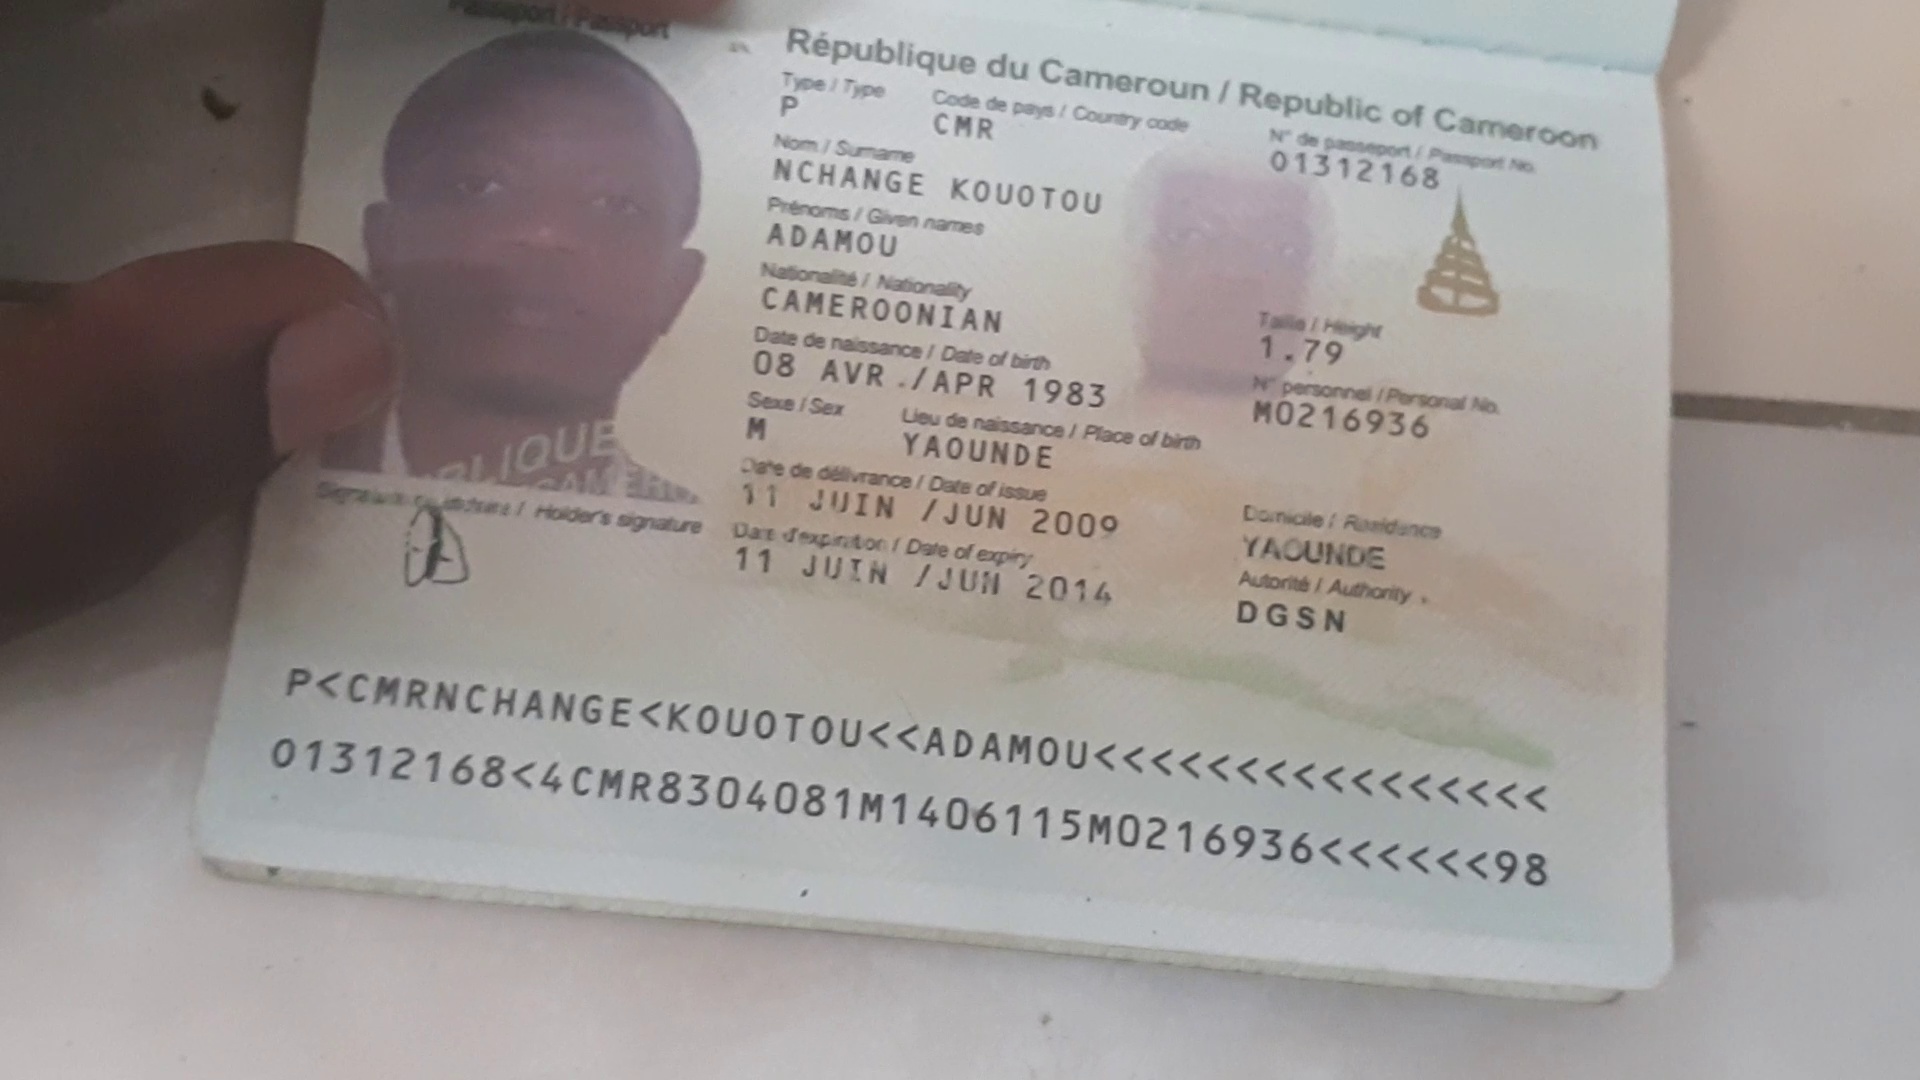 Passeport / Passport
République du Cameroun / Republic of Cameroon
Type / Type
Code de pays / Country code
N° de passeport / Passport No.
P
CMR
01312168
Nom / Surname
NCHANGE KOUOTOU
Prénoms / Given names
ADAMOU
Nationalité / Nationality
CAMEROONIAN
Taille / Height
1.79
Date de naissance / Date of birth
08 AVR./APR 1983
N° personnel / Personal No.
M0216936
Sexe / Sex
Lieu de naissance / Place of birth
M
YAOUNDE
Date de délivrance / Date of issue
11 JUIN /JUN 2009
Domicile / Residence
YAOUNDE
Date d'expiration / Date of expiry
11 JUIN /JUN 2014
Autorité / Authority
DGSN
/ Holder's signature
P<CMRNCHANGE<KOUOTOU<<ADAMOU<<<<<<<<<<<<<<<<
01312168<4CMR8304081M1406115M0216936<<<<<<98